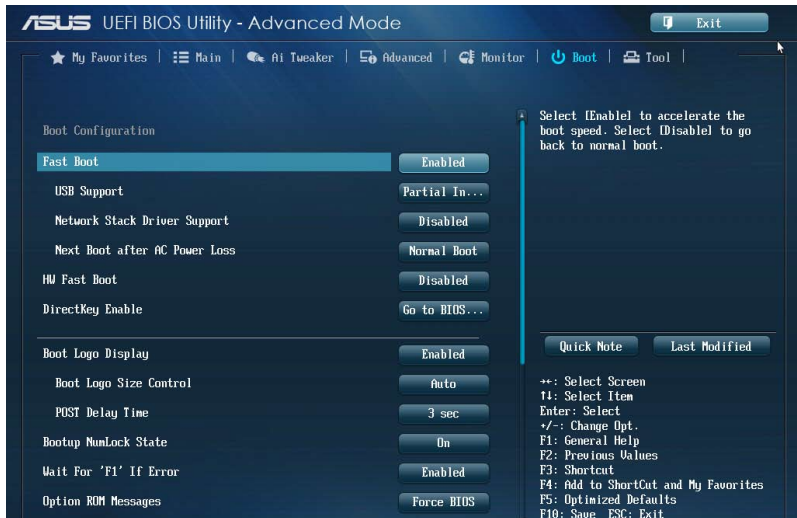 ASUS UEFI BIOS Utility - Advanced Mode
Exit
My Favorites | Main | Ai Tweaker | Advanced | Monitor | Boot | Tool |
Boot Configuration
Fast Boot Enabled
USB Support Partial In...
Network Stack Driver Support Disabled
Next Boot after AC Power Loss Normal Boot
HW Fast Boot Disabled
DirectKey Enable Go to BIOS...
Boot Logo Display Enabled
Boot Logo Size Control Auto
POST Delay Time 3 sec
Bootup NumLock State On
Wait For 'F1' If Error Enabled
Option ROM Messages Force BIOS
Select [Enable] to accelerate the
boot speed. Select [Disable] to go
back to normal boot.
Quick Note Last Modified
→←: Select Screen
↑↓: Select Item
Enter: Select
+/-: Change Opt.
F1: General Help
F2: Previous Values
F3: Shortcut
F4: Add to ShortCut and My Favorites
F5: Optimized Defaults
F10: Save ESC: Exit